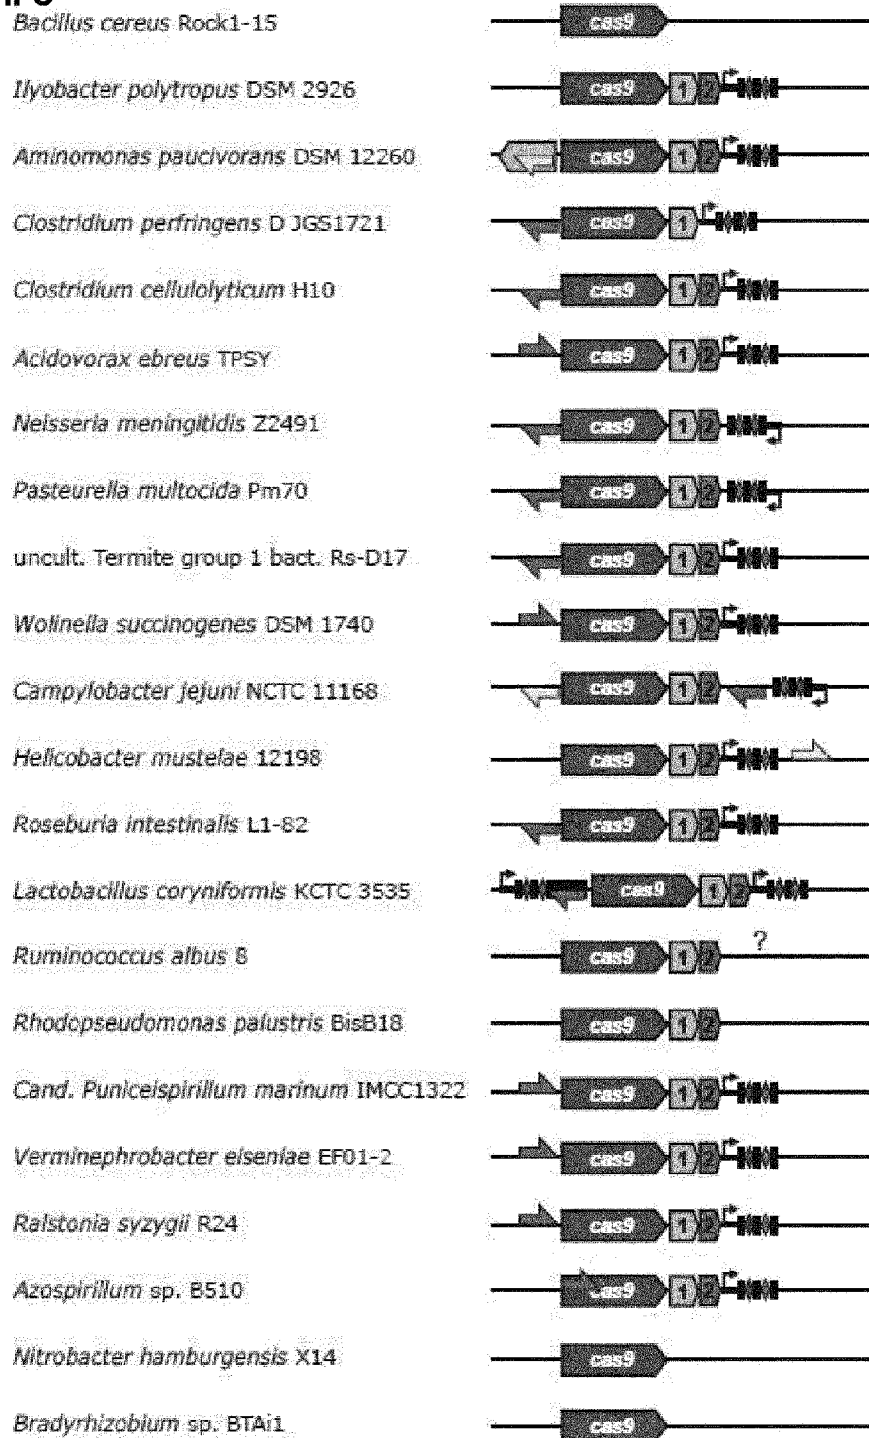 Bacillus cereus Rock1-15 cas9
Ilyobacter polytropus DSM 2926 cas9 1 2
Aminomonas paucivorans DSM 12260 cas9 1 2
Clostridium perfringens D JGS1721 cas9 1
Clostridium cellulolyticum H10 cas9 1 2
Acidovorax ebreus TPSY cas9 1 2
Neisseria meningitidis Z2491 cas9 1 2
Pasteurella multocida Pm70 cas9 1 2
uncult. Termite group 1 bact. Rs-D17 cas9 1 2
Wolinella succinogenes DSM 1740 cas9 1 2
Campylobacter jejuni NCTC 11168 cas9 1 2
Helicobacter mustelae 12198 cas9 1 2
Roseburia intestinalis L1-82 cas9 1 2
Lactobacillus coryniformis KCTC 3535 cas9 1 2
Ruminococcus albus 8 cas9 1 2 ?
Rhodopseudomonas palustris BisB18 cas9 1 2
Cand. Puniceispirillum marinum IMCC1322 cas9 1 2
Verminephrobacter eiseniae EF01-2 cas9 1 2
Ralstonia syzygii R24 cas9 1 2
Azospirillum sp. B510 cas9 1 2
Nitrobacter hamburgensis X14 cas9
Bradyrhizobium sp. BTAi1 cas9